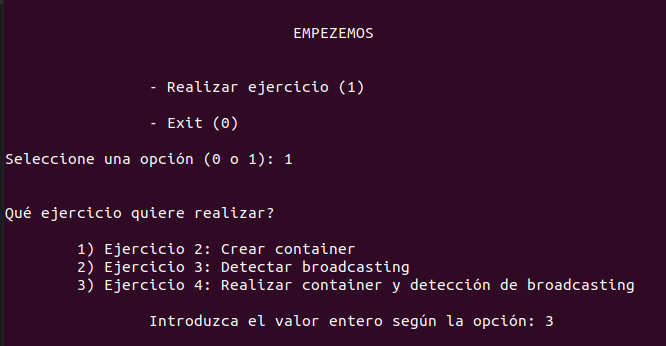 EMPEZEMOS
- Realizar ejercicio (1)
- Exit (0)
Seleccione una opción (0 o 1): 1
Qué ejercicio quiere realizar?
1) Ejercicio 2: Crear container
2) Ejercicio 3: Detectar broadcasting
3) Ejercicio 4: Realizar container y detección de broadcasting
Introduzca el valor entero según la opción: 3